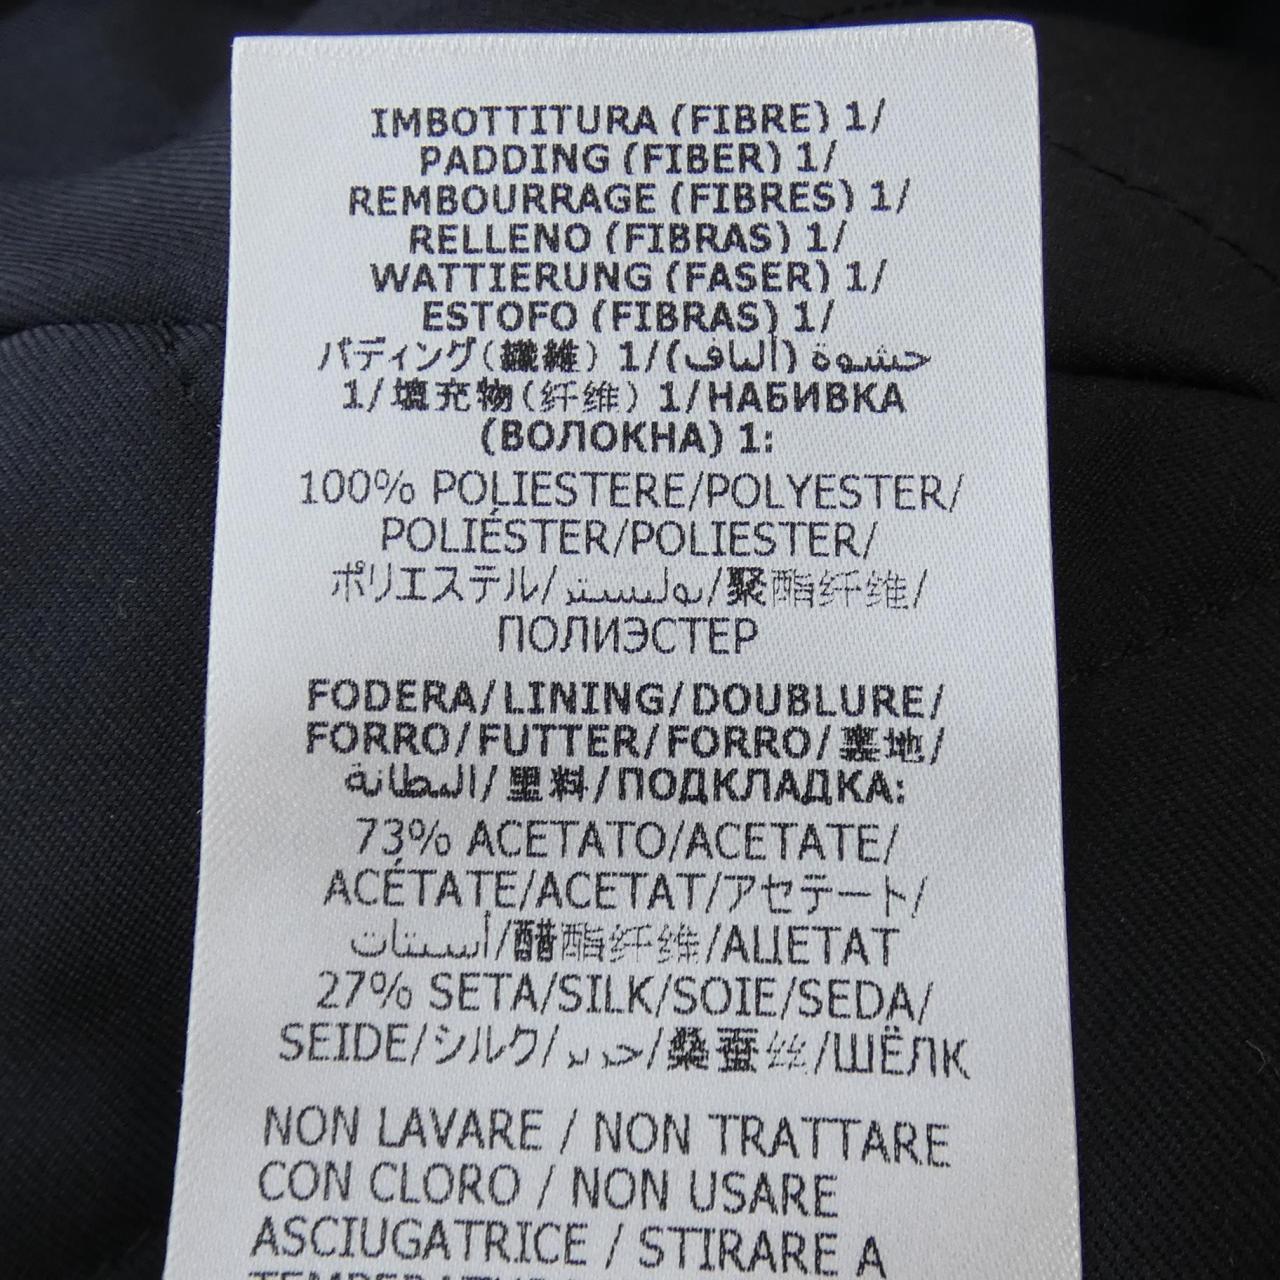 IMBOTTITURA (FIBRE) 1/
PADDING (FIBER) 1/
REMBOURRAGE (FIBRES) 1/
RELLENO (FIBRAS) 1/
WATTIERUNG (FASER) 1/
ESTOFO (FIBRAS) 1/
パディング(繊維) 1/حشوة (ألياف)
1/填充物(纤维) 1/НАБИВКА
(ВОЛОКНА) 1:
100% POLIESTERE/POLYESTER/
POLIÉSTER/POLIESTER/
ポリエステル/بوليستر/聚酯纤维/
ПОЛИЭСТЕР
FODERA/LINING/DOUBLURE/
FORRO/FUTTER/FORRO/裏地/
البطانة/里料/ПОДКЛАДКА:
73% ACETATO/ACETATE/
ACÉTATE/ACETAT/アセテート/
أسيتات/醋酯纤维/АЦЕТАТ
27% SETA/SILK/SOIE/SEDA/
SEIDE/シルク/حرير/桑蚕丝/ШЁЛК
NON LAVARE / NON TRATTARE
CON CLORO / NON USARE
ASCIUGATRICE / STIRARE A